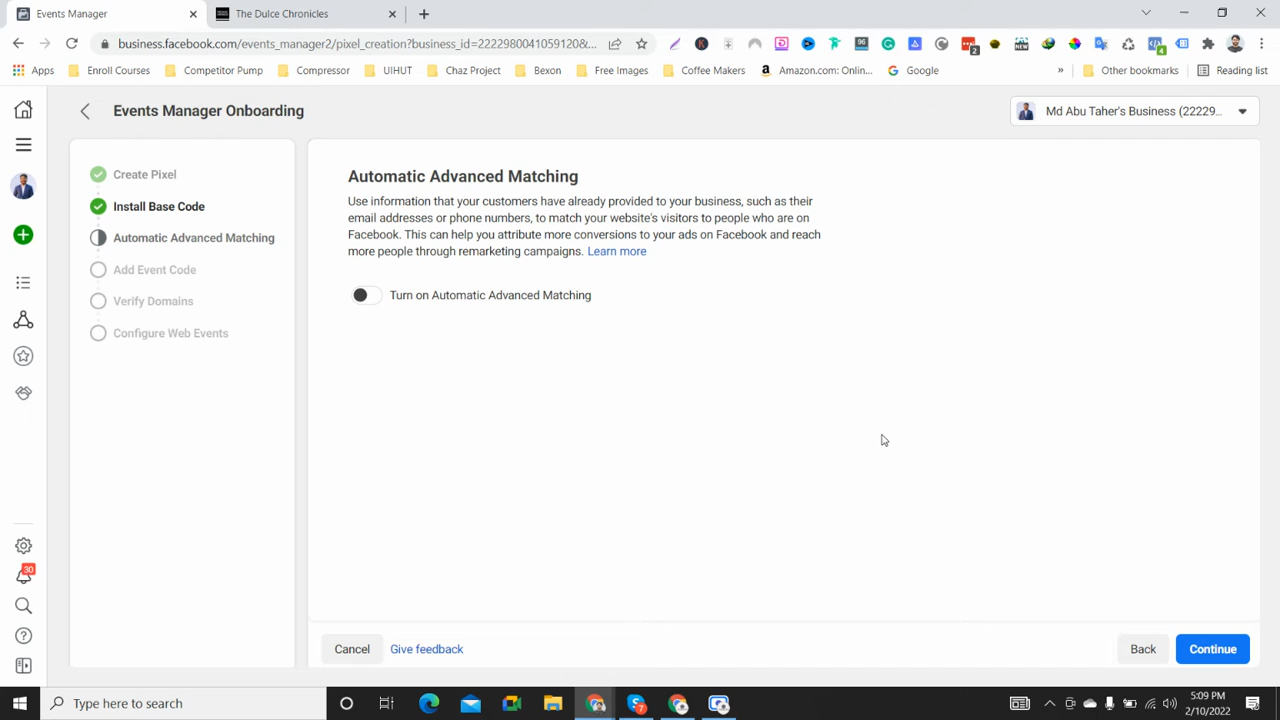 Events Manager
The Dulce Chronicles
business.facebook.com/events_manager2/pixel_creation?business_id=2222980041059120&...
96
2
NEW
4
Apps
Enroll Courses
Competitor Pump
Compressor
UIHUT
Chaz Project
Bexon
Free Images
Coffee Makers
Amazon.com: Onlin...
Google
»
Other bookmarks
Reading list
Events Manager Onboarding
Md Abu Taher's Business (22229...
Create Pixel
Install Base Code
Automatic Advanced Matching
Add Event Code
Verify Domains
Configure Web Events
Automatic Advanced Matching
Use information that your customers have already provided to your business, such as their
email addresses or phone numbers, to match your website's visitors to people who are on
Facebook. This can help you attribute more conversions to your ads on Facebook and reach
more people through remarketing campaigns. Learn more
Turn on Automatic Advanced Matching
30
Cancel
Give feedback
Back
Continue
Type here to search
7
5:09 PM
2/10/2022